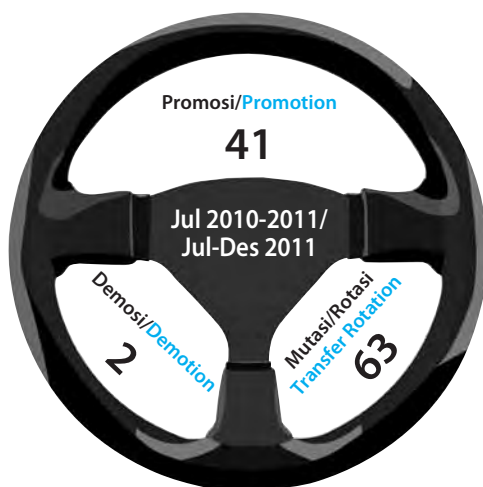 Promosi/Promotion
41
Jul 2010-2011/
Jul-Des 2011
Demosi/Demotion
2
Mutasi/Rotasi
Transfer Rotation
63